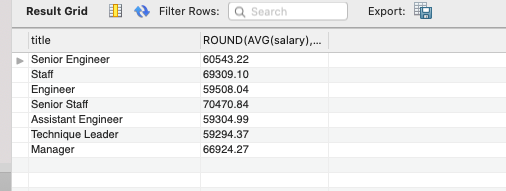 Result Grid Filter Rows: Search Export:
title ROUND(AVG(salary),...
Senior Engineer 60543.22
Staff 69309.10
Engineer 59508.04
Senior Staff 70470.84
Assistant Engineer 59304.99
Technique Leader 59294.37
Manager 66924.27